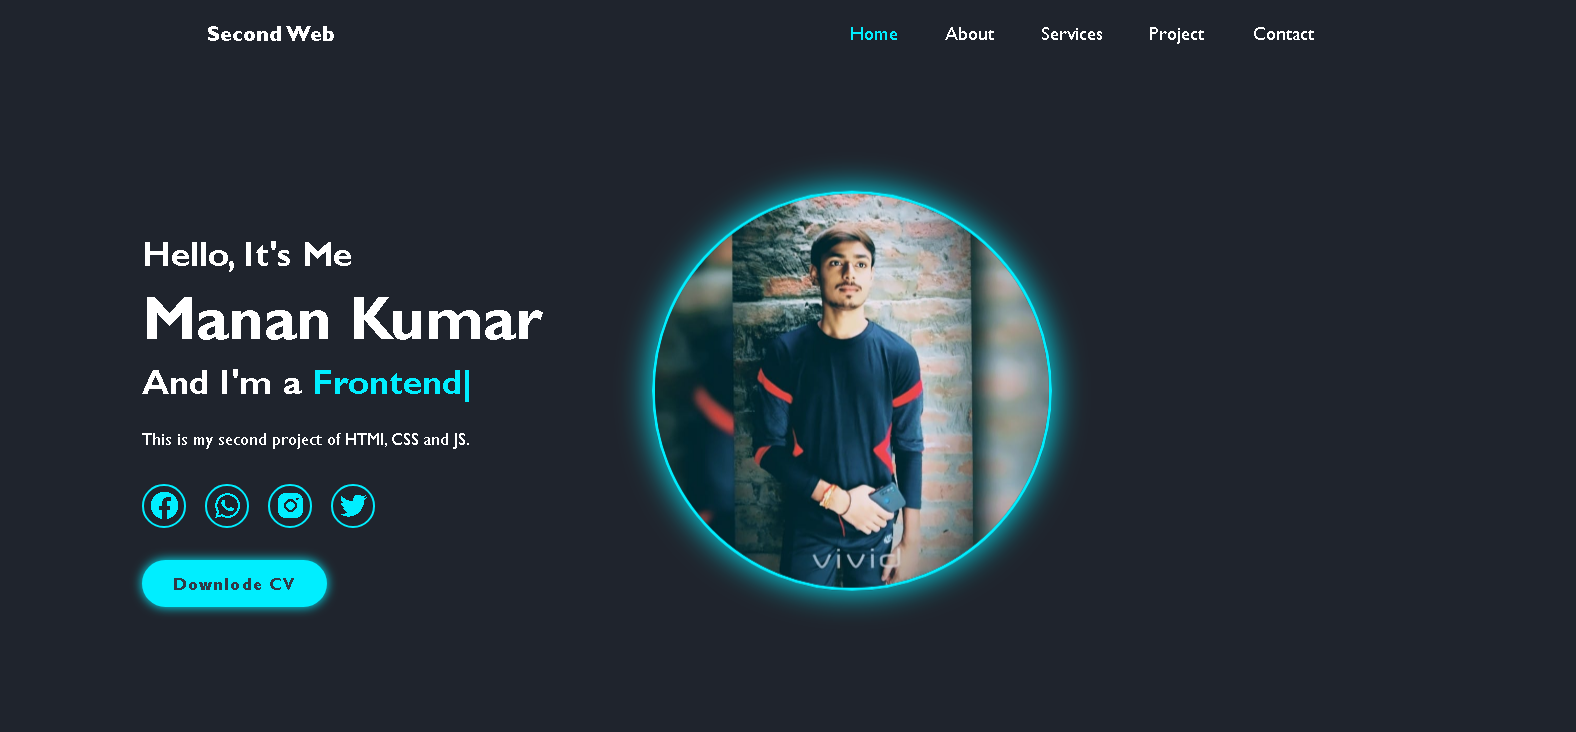 Second Web
Home About Services Project Contact
Hello, It's Me
Manan Kumar
And I'm a Frontend|
This is my second project of HTMl, CSS and JS.
Downlode CV
vivid